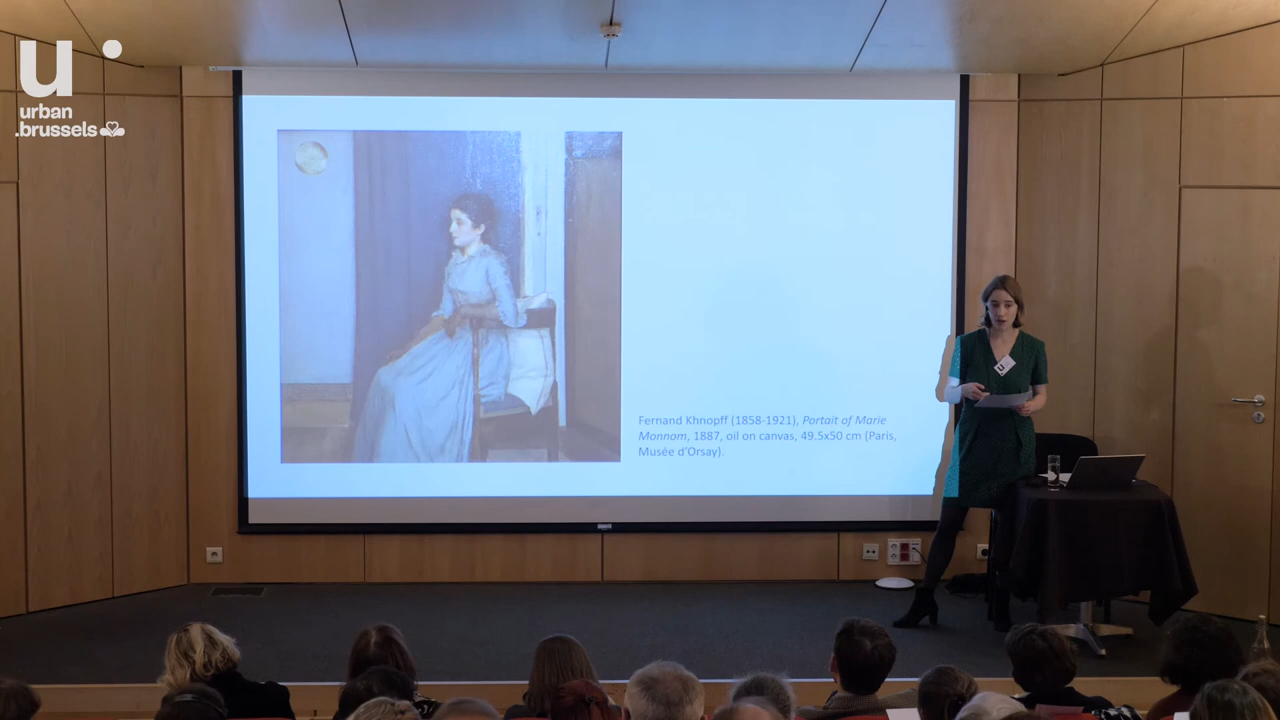 u
urban
.brussels
Fernand Khnopff (1858-1921), Portait of Marie
Monnom, 1887, oil on canvas, 49.5x50 cm (Paris,
Musée d'Orsay).
u